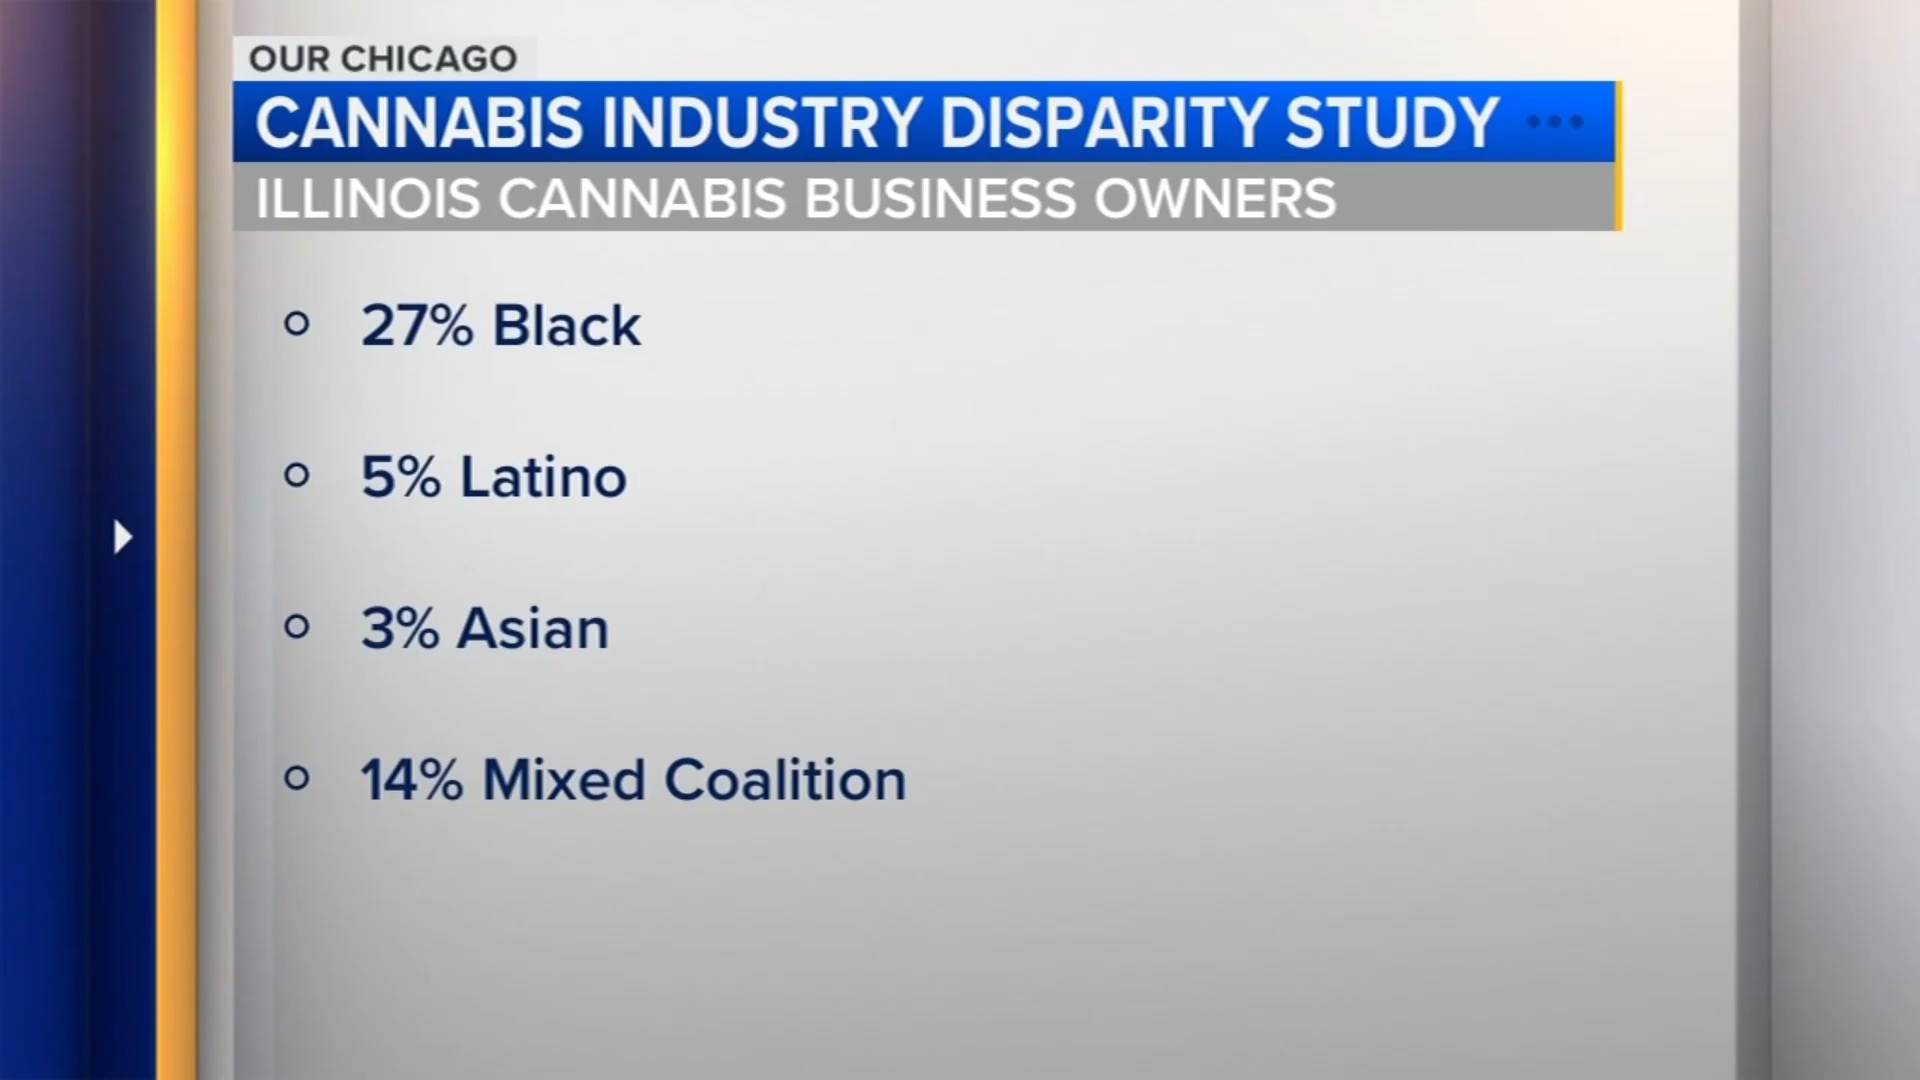 OUR CHICAGO
CANNABIS INDUSTRY DISPARITY STUDY
ILLINOIS CANNABIS BUSINESS OWNERS
27% Black
5% Latino
3% Asian
14% Mixed Coalition